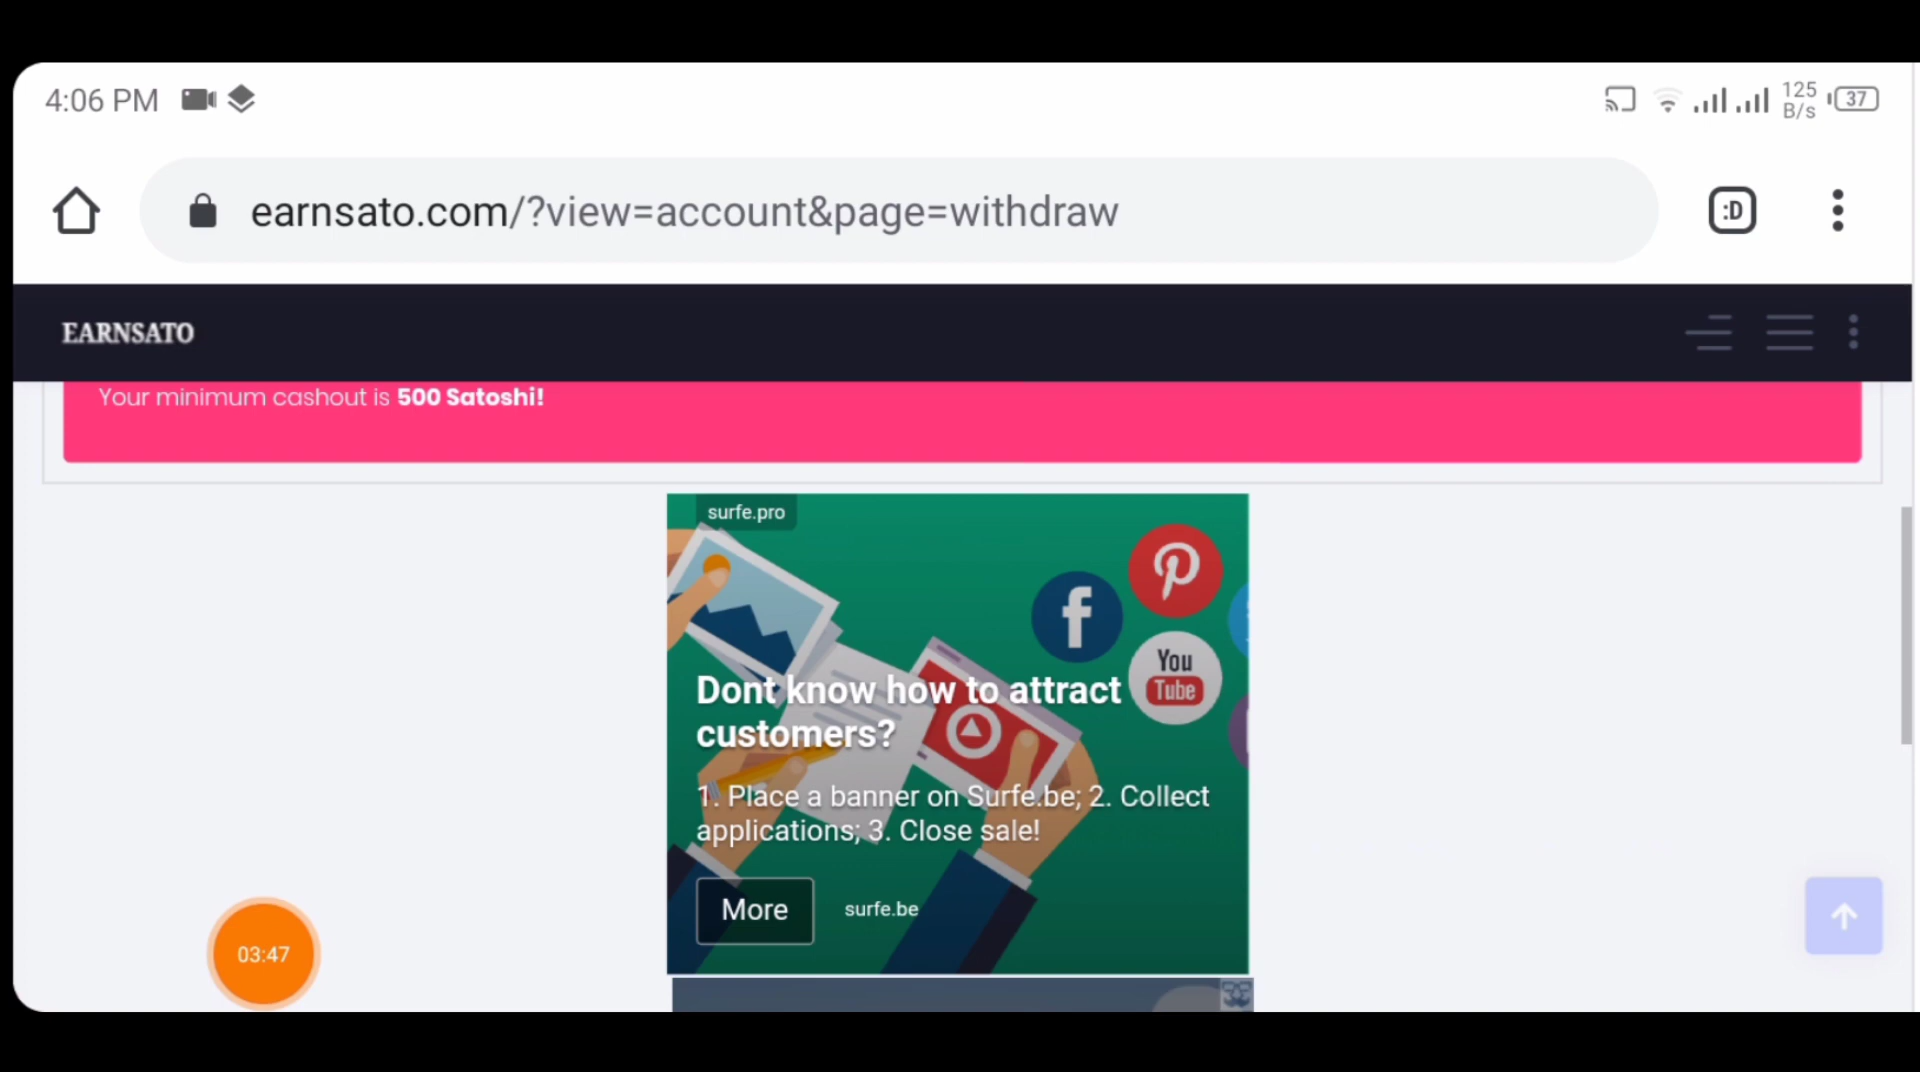 4:06 PM
125
B/s
37
earnsato.com/?view=account&page=withdraw
:D
EARNSATO
Your minimum cashout is 500 Satoshi!
surfe.pro
You
Tube
Dont know how to attract
customers?
1. Place a banner on Surfe.be; 2. Collect
applications; 3. Close sale!
More
surfe.be
03:47